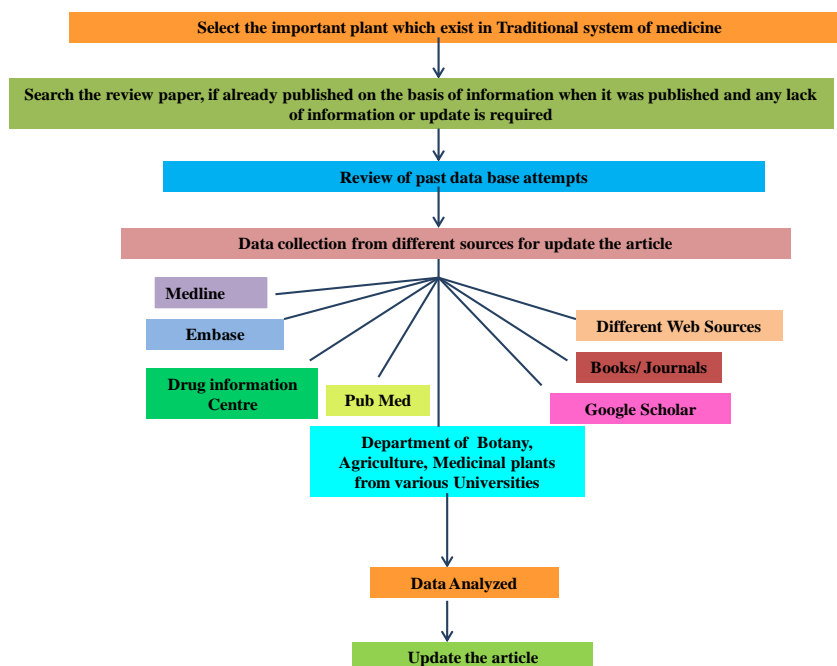 Select the important plant which exist in Traditional system of medicine
Search the review paper, if already published on the basis of information when it was published and any lack
of information or update is required
Review of past data base attempts
Data collection from different sources for update the article
Medline
Embase
Drug information
Centre
Pub Med
Different Web Sources
Books/ Journals
Google Scholar
Department of Botany,
Agriculture, Medicinal plants
from various Universities
Data Analyzed
Update the article